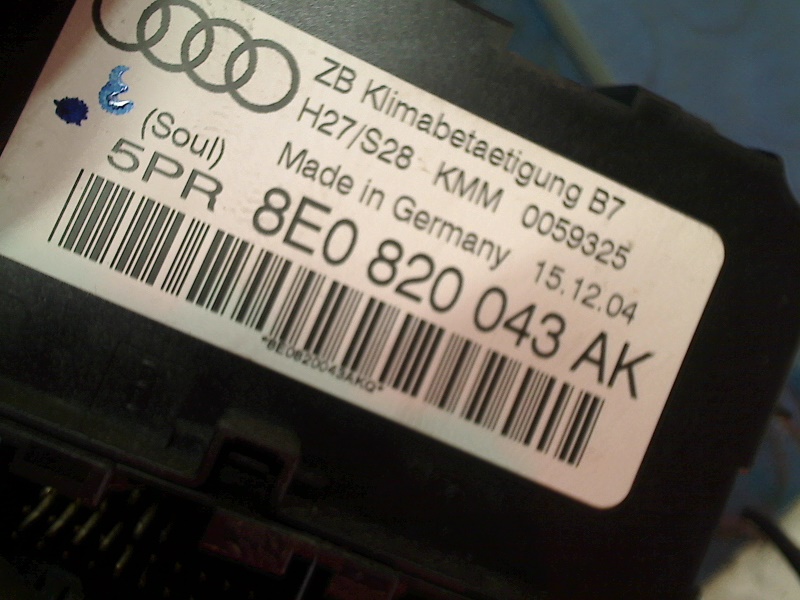 ZB Klimabetaetigung B7
H27/S28 KMM 0059325
(Soul) Made in Germany 15.12.04
5PR 8E0 820 043 AK
*8E0820043AKQ*